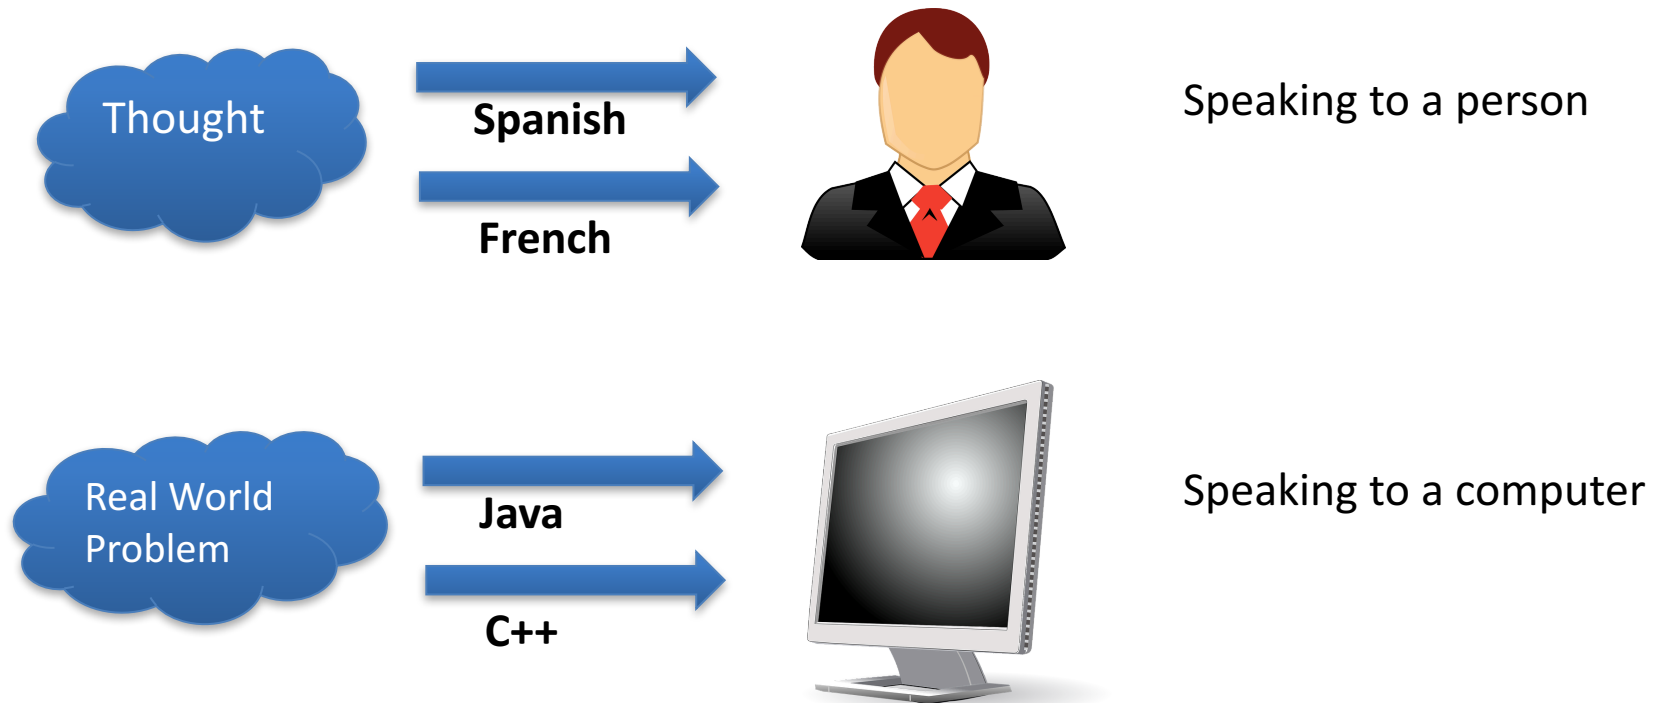 Thought
Spanish
French
Speaking to a person
Real World
Problem
Java
C++
Speaking to a computer